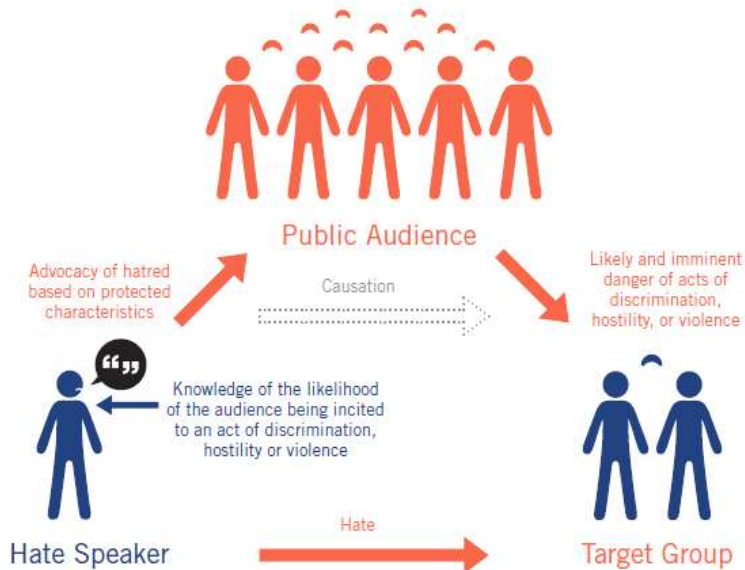 Public Audience
Advocacy of hatred
based on protected
characteristics
Causation
Likely and imminent
danger of acts of
discrimination,
hostility, or violence
“„
Knowledge of the likelihood
of the audience being incited
to an act of discrimination,
hostility or violence
Hate
Hate Speaker
Target Group